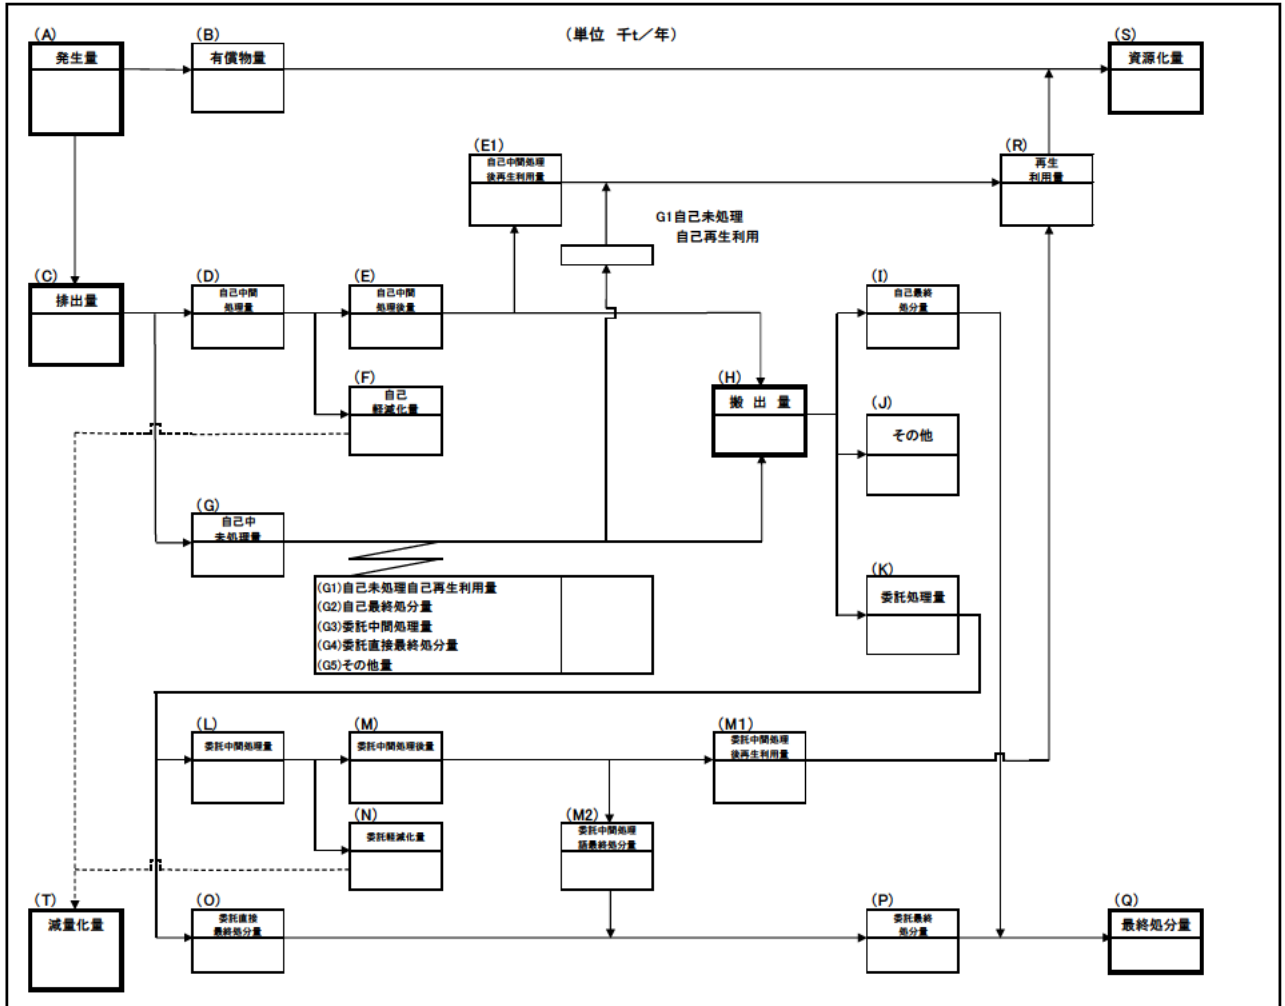 (A)
発生量
(B)
有償物量
(単位 千t/年)
(S)
資源化量
(E1)
自己中間処理
後再生利用量
(R)
再生
利用量
G1自己未処理
自己再生利用
(C)
排出量
(D)
自己中間
処理量
(E)
自己中間
処理後量
(I)
自己最終
処分量
(F)
自己
軽減化量
(H)
搬出量
(J)
その他
(G)
自己中
未処理量
(G1)自己未処理自己再生利用量
(G2)自己最終処分量
(G3)委託中間処理量
(G4)委託直接最終処分量
(G5)その他量
(K)
委託処理量
(L)
委託中間処理量
(M)
委託中間処理後量
(M1)
委託中間処理
後再生利用量
(N)
委託軽減化量
(M2)
委託中間処理
語最終処分量
(T)
減量化量
(O)
委託直接
最終処分量
(P)
委託最終
処分量
(Q)
最終処分量